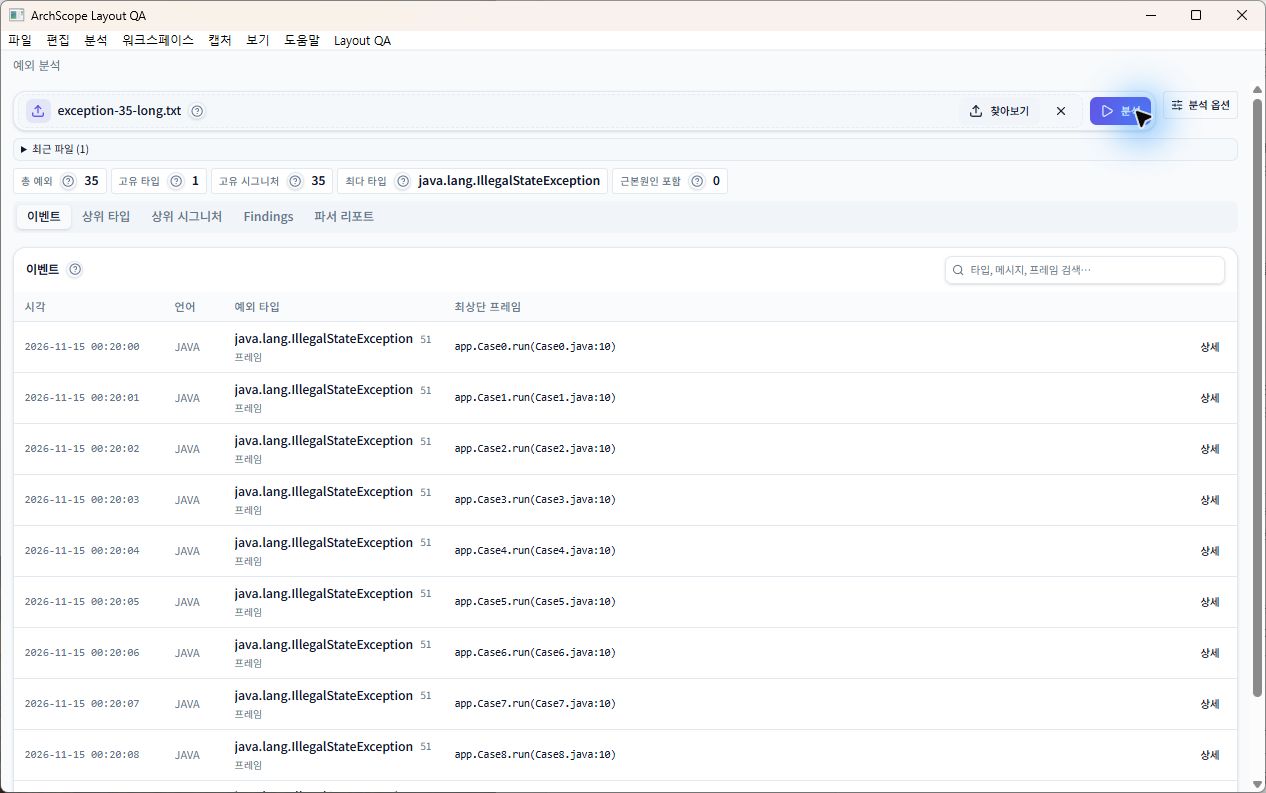 ArchScope Layout QA
파일 편집 분석 워크스페이스 캡처 보기 도움말 Layout QA
예외 분석
exception-35-long.txt ? 찾아보기 분석 옵션
최근 파일 (1)
총 예외 ? 35 고유 타입 ? 1 고유 시그니처 ? 35 최다 타입 ? java.lang.IllegalStateException 근본원인 포함 ? 0
이벤트 상위 타입 상위 시그니처 Findings 파서 리포트
이벤트 ? 타입, 메시지, 프레임 검색…
시각 언어 예외 타입 최상단 프레임
2026-11-15 00:20:00 JAVA java.lang.IllegalStateException 51 app.Case0.run(Case0.java:10) 상세
프레임
2026-11-15 00:20:01 JAVA java.lang.IllegalStateException 51 app.Case1.run(Case1.java:10) 상세
프레임
2026-11-15 00:20:02 JAVA java.lang.IllegalStateException 51 app.Case2.run(Case2.java:10) 상세
프레임
2026-11-15 00:20:03 JAVA java.lang.IllegalStateException 51 app.Case3.run(Case3.java:10) 상세
프레임
2026-11-15 00:20:04 JAVA java.lang.IllegalStateException 51 app.Case4.run(Case4.java:10) 상세
프레임
2026-11-15 00:20:05 JAVA java.lang.IllegalStateException 51 app.Case5.run(Case5.java:10) 상세
프레임
2026-11-15 00:20:06 JAVA java.lang.IllegalStateException 51 app.Case6.run(Case6.java:10) 상세
프레임
2026-11-15 00:20:07 JAVA java.lang.IllegalStateException 51 app.Case7.run(Case7.java:10) 상세
프레임
2026-11-15 00:20:08 JAVA java.lang.IllegalStateException 51 app.Case8.run(Case8.java:10) 상세
프레임